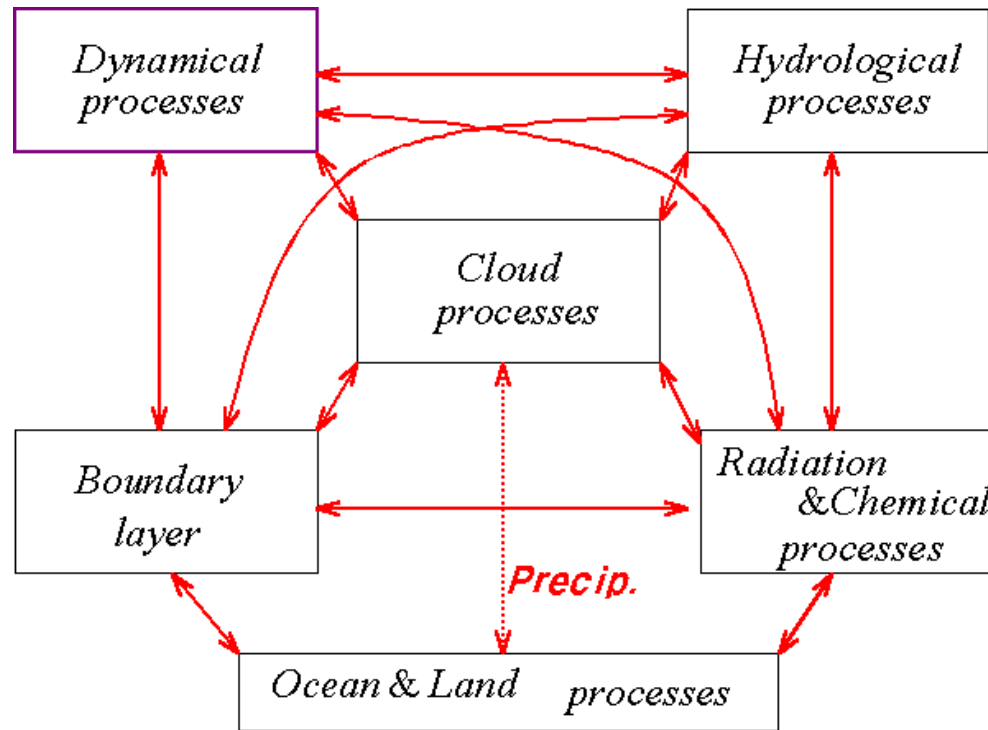 Dynamical
processes
Hydrological
processes
Cloud
processes
Boundary
layer
Radiation
&Chemical
processes
Precip.
Ocean & Land processes